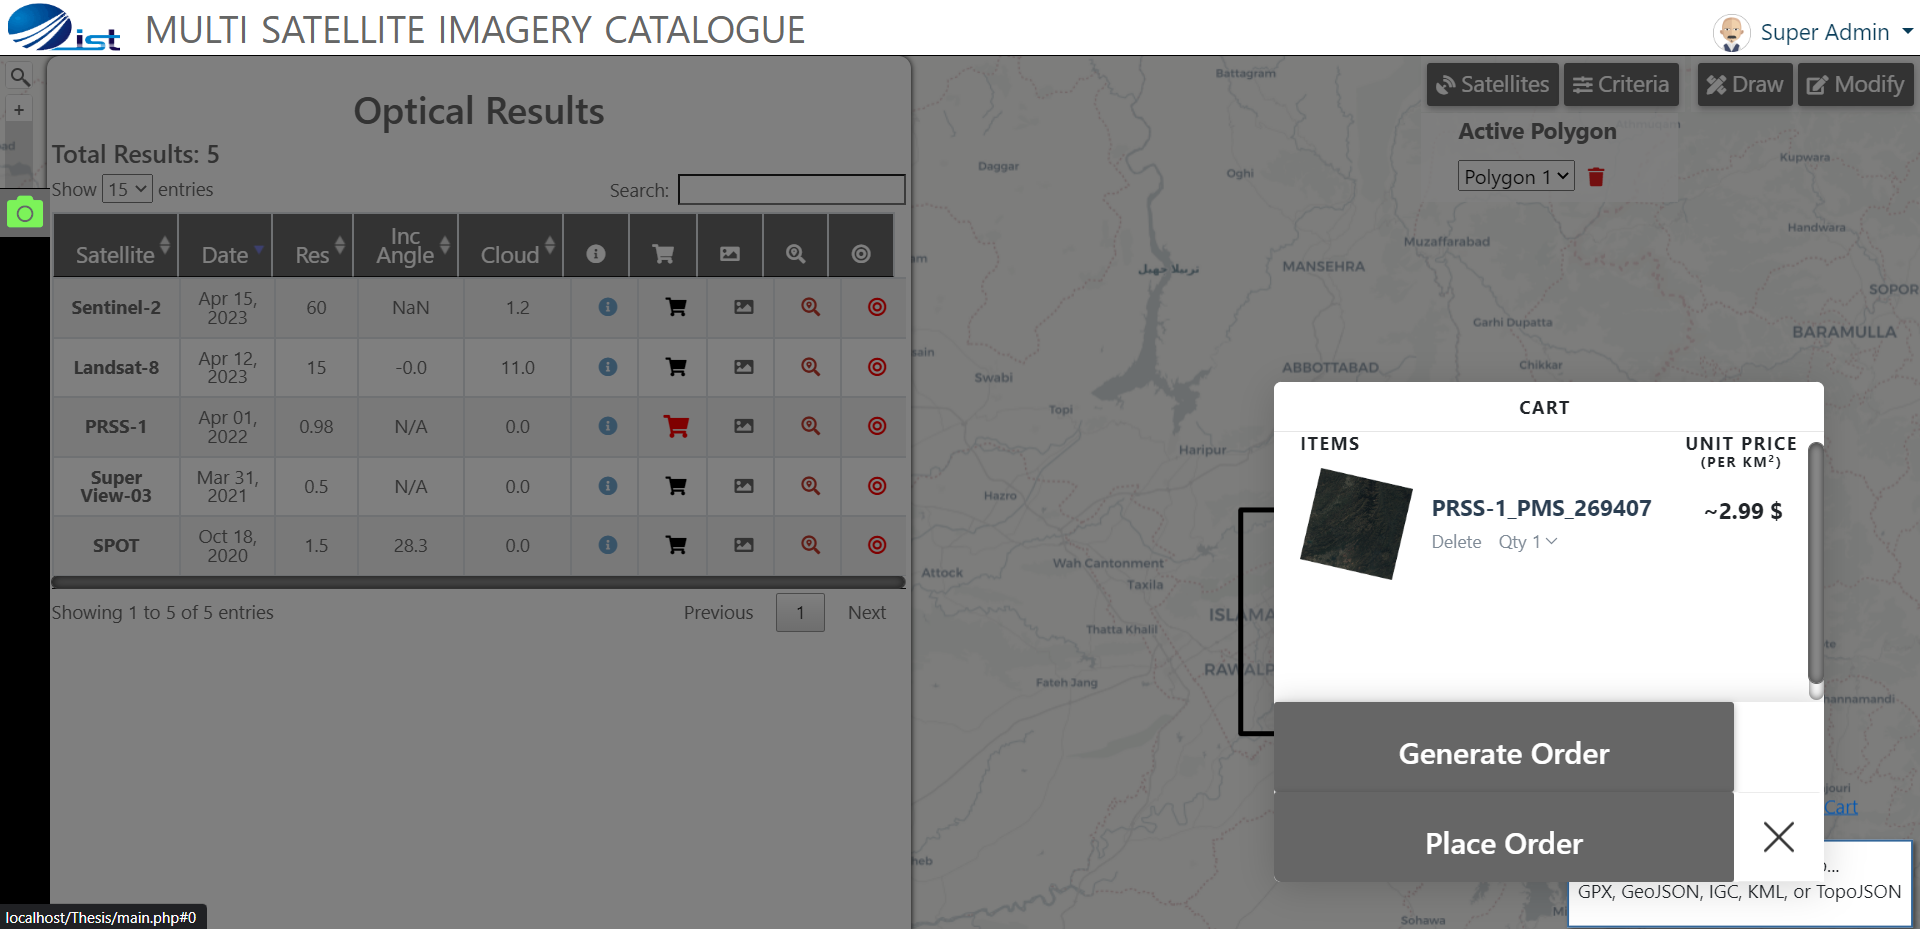 ist
MULTI SATELLITE IMAGERY CATALOGUE
Super Admin
Optical Results
Total Results: 5
Show 15 entries
Search:
Satellite Date Res Inc Angle Cloud
Sentinel-2 Apr 15, 2023 60 NaN 1.2
Landsat-8 Apr 12, 2023 15 -0.0 11.0
PRSS-1 Apr 01, 2022 0.98 N/A 0.0
Super View-03 Mar 31, 2021 0.5 N/A 0.0
SPOT Oct 18, 2020 1.5 28.3 0.0
Showing 1 to 5 of 5 entries
Previous 1 Next
Satellites Criteria Draw Modify
Active Polygon
Polygon 1
Battagram
Daggar
Oghi
Kupwara
Handwara
Muzaffarabad
تربیلا جھیل
MANSEHRA
SOPOR
Garhi Dupatta
BARAMULLA
Chikkar
ABBOTTABAD
Swabi
Topi
Haripur
Hazro
Attock
Wah Cantonment
Taxila
ISLAMA
Thatta Khalil
RAWALP
Fateh Jang
Sohawa
CART
ITEMS
UNIT PRICE
(PER KM²)
PRSS-1_PMS_269407
~2.99 $
Delete Qty 1
Generate Order
Place Order
Cart
GPX, GeoJSON, IGC, KML, or TopoJSON
localhost/Thesis/main.php#0